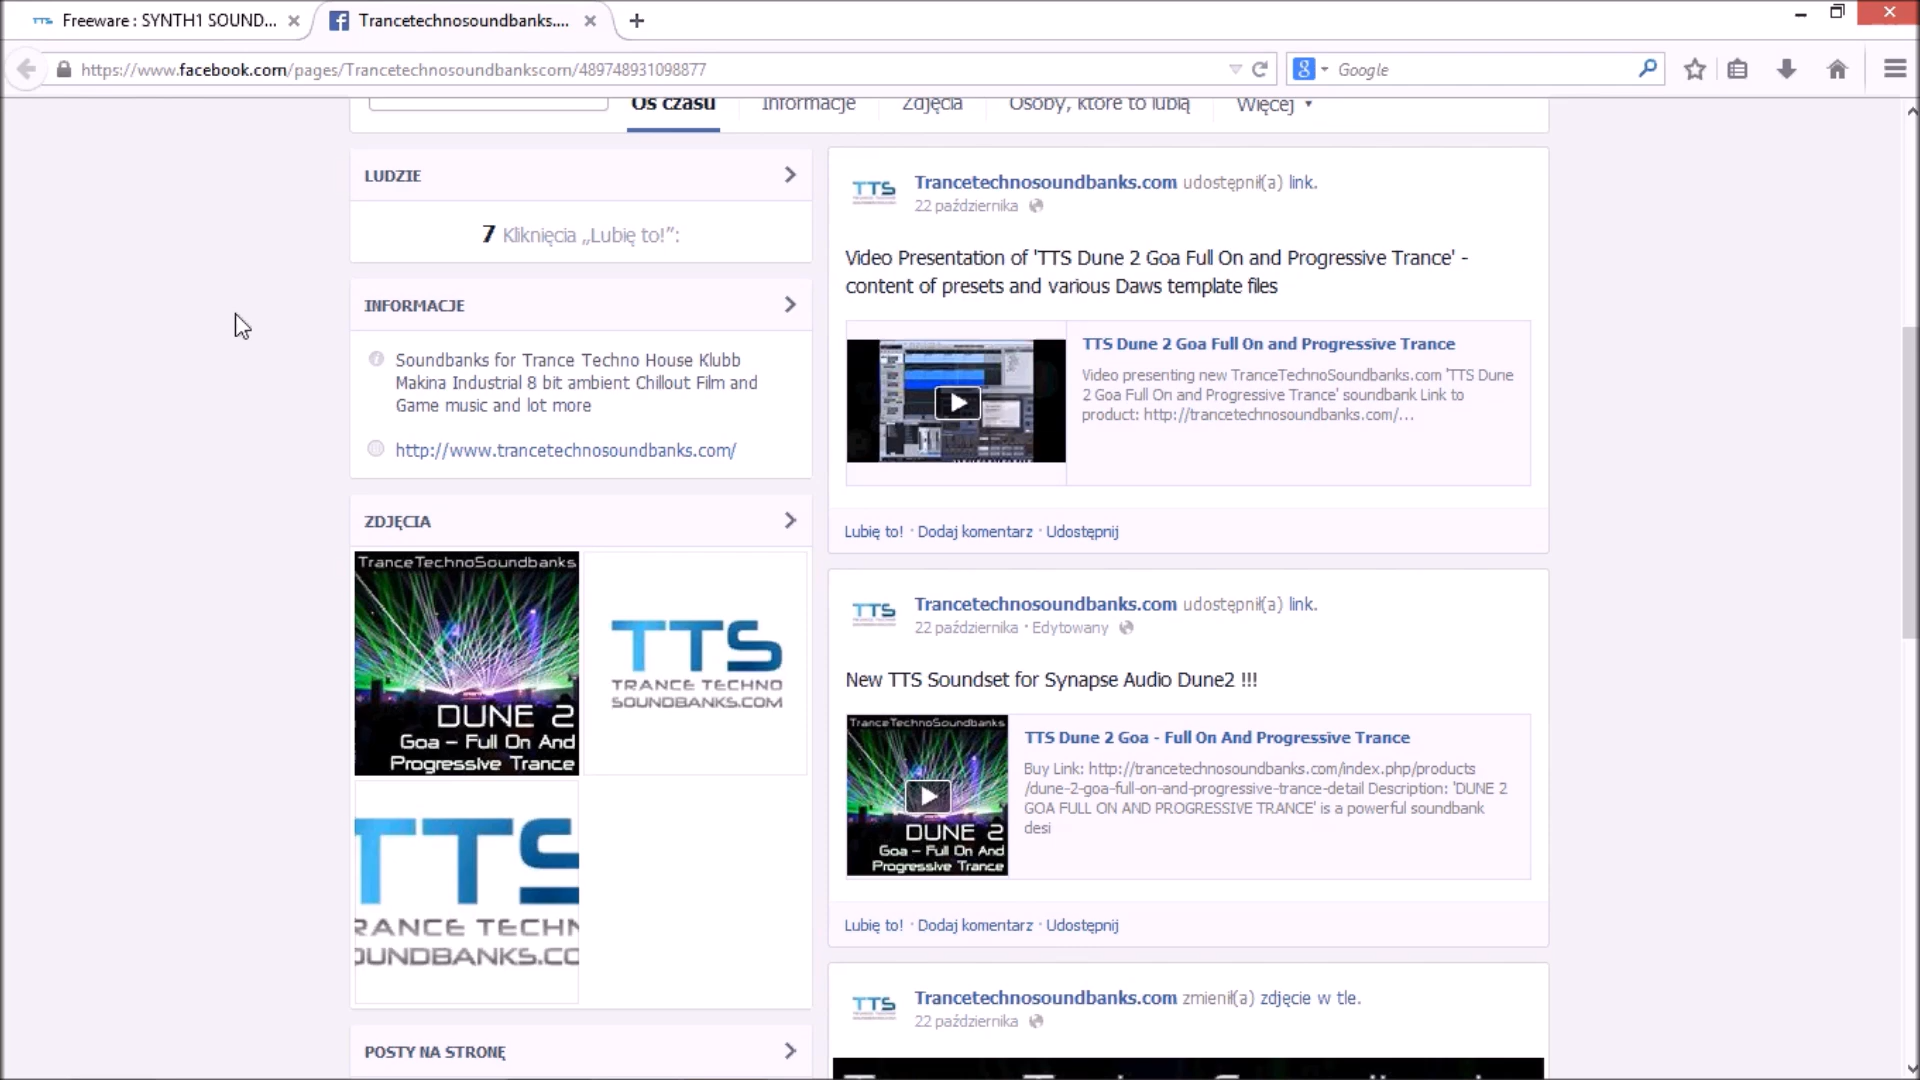 Freeware : SYNTH1 SOUND...
Trancetechnosoundbanks....
https://www.facebook.com/pages/Trancetechnosoundbankscom/489748931098877
Google
Oś czasu
Informacje
Zdjęcia
Osoby, które to lubią
Więcej
LUDZIE
7 Kliknięcia „Lubię to!”:
INFORMACJE
Soundbanks for Trance Techno House Klubb
Makina Industrial 8 bit ambient Chillout Film and
Game music and lot more
http://www.trancetechnosoundbanks.com/
ZDJĘCIA
TranceTechnoSoundbanks
DUNE 2
Goa – Full On And
Progressive Trance
TTS
TRANCE TECHNO
SOUNDBANKS.COM
TTS
RANCE TECHN
OUNDBANKS.CO
POSTY NA STRONĘ
TTS
Trancetechnosoundbanks.com udostępnił(a) link.
22 października
Video Presentation of 'TTS Dune 2 Goa Full On and Progressive Trance' -
content of presets and various Daws template files
TTS Dune 2 Goa Full On and Progressive Trance
Video presenting new TranceTechnoSoundbanks.com 'TTS Dune
2 Goa Full On and Progressive Trance' soundbank Link to
product: http://trancetechnosoundbanks.com/...
Lubię to! · Dodaj komentarz · Udostępnij
TTS
Trancetechnosoundbanks.com udostępnił(a) link.
22 października · Edytowany
New TTS Soundset for Synapse Audio Dune2 !!!
TranceTechnoSoundbanks
DUNE 2
Goa – Full On And
Progressive Trance
TTS Dune 2 Goa - Full On And Progressive Trance
Buy Link: http://trancetechnosoundbanks.com/index.php/products
/dune-2-goa-full-on-and-progressive-trance-detail Description: 'DUNE 2
GOA FULL ON AND PROGRESSIVE TRANCE' is a powerful soundbank
desi
Lubię to! · Dodaj komentarz · Udostępnij
TTS
Trancetechnosoundbanks.com zmienił(a) zdjęcie w tle.
22 października